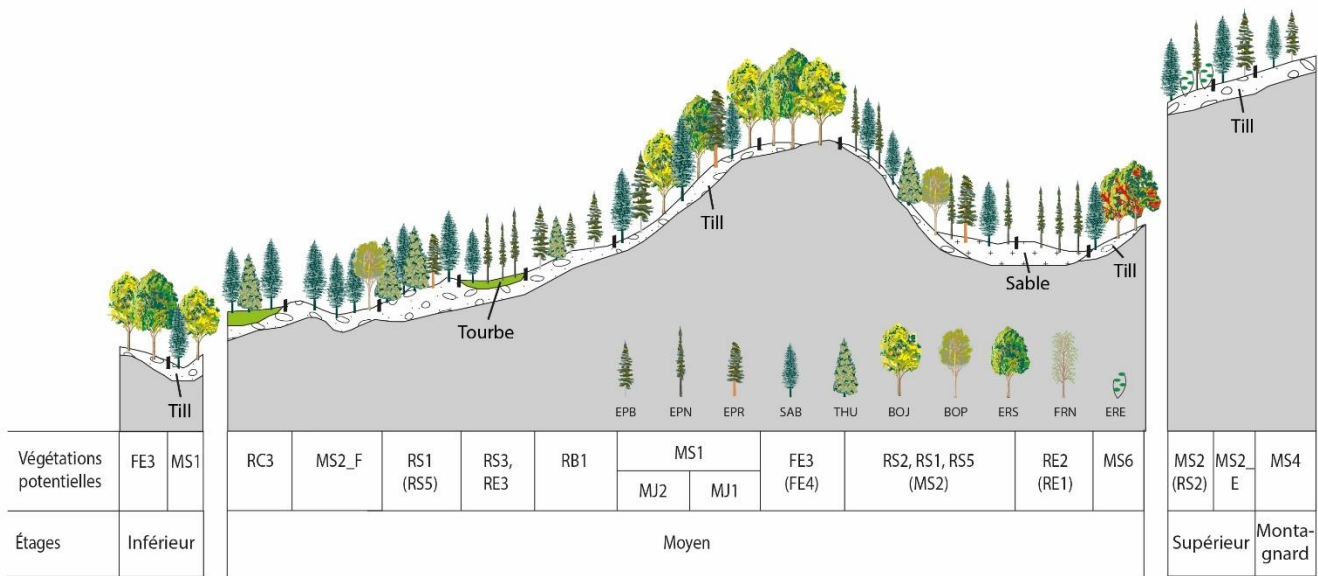 Till
Till
Tourbe
Till
Sable
Till
EPB EPN EPR SAB THU BOJ BOP ERS FRN ERE
Végétations
potentielles
FE3
MS1
RC3
MS2_F
RS1
(RS5)
RS3,
RE3
RB1
MS1
MJ2
MJ1
FE3
(FE4)
RS2, RS1, RS5
(MS2)
RE2
(RE1)
MS6
MS2
(RS2)
MS2_
E
MS4
Étages
Inférieur
Moyen
Supérieur
Monta-
gnard